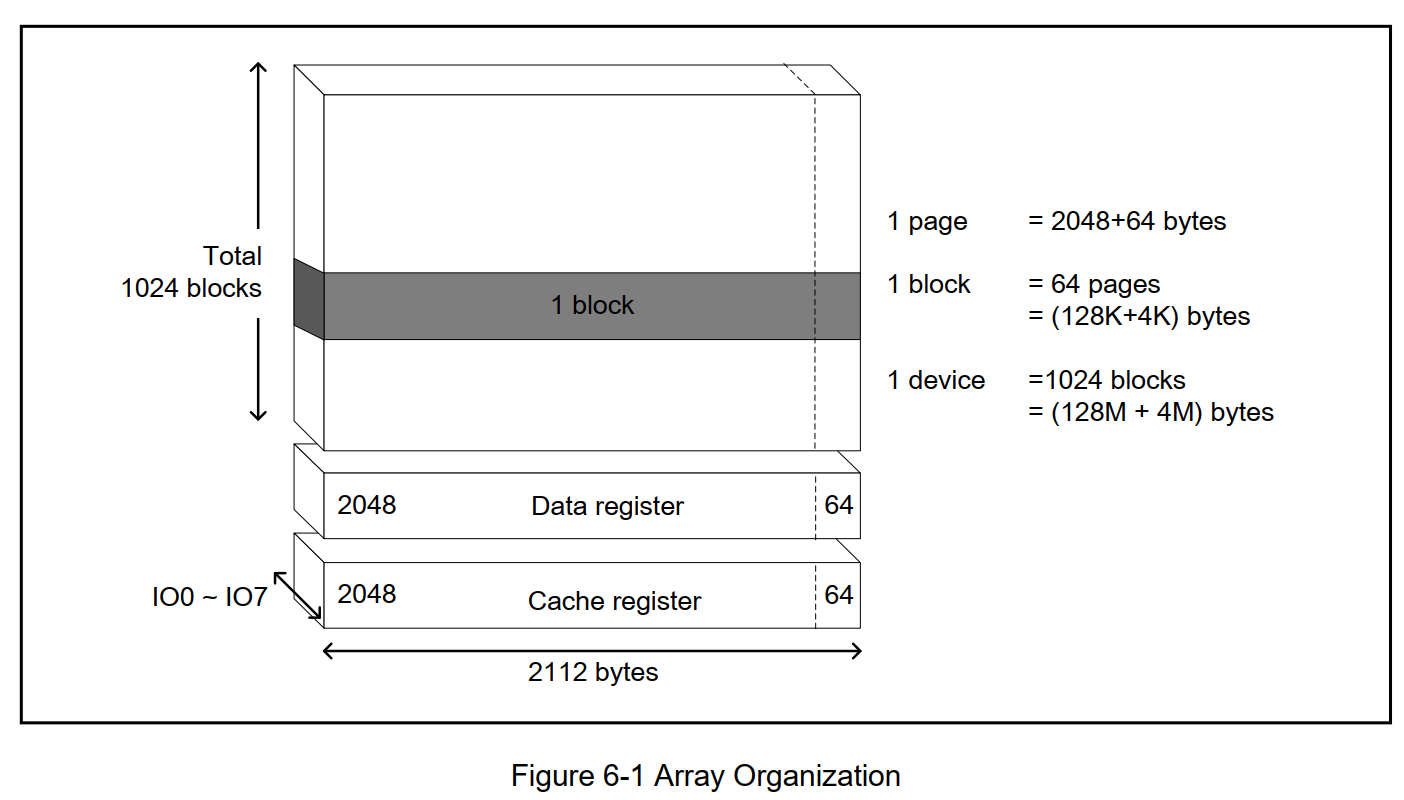 Total
1024 blocks
1 block
1 page = 2048+64 bytes
1 block = 64 pages
= (128K+4K) bytes
1 device =1024 blocks
= (128M + 4M) bytes
2048 Data register 64
IO0 ~ IO7
2048 Cache register 64
2112 bytes
Figure 6-1 Array Organization